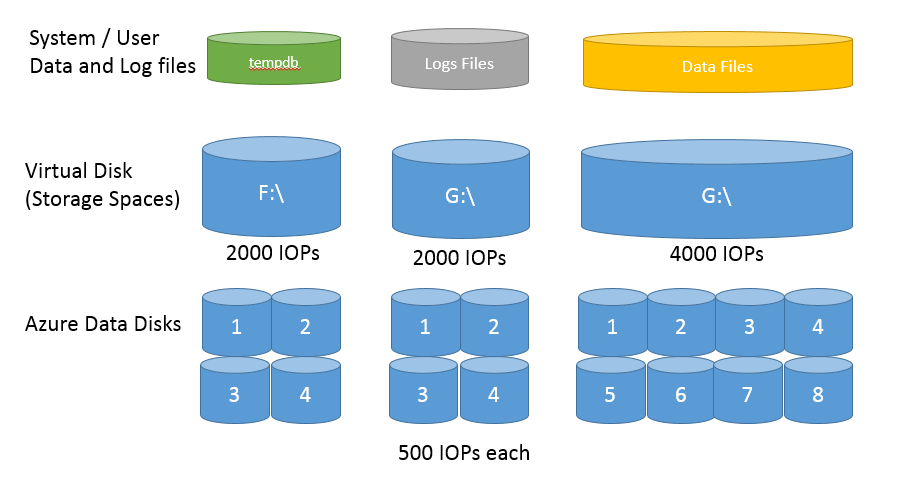 System / User
Data and Log files
tempdb
Logs Files
Data Files
Virtual Disk
(Storage Spaces)
F:\
G:\
G:\
2000 IOPs
2000 IOPs
4000 IOPs
Azure Data Disks
1 2 1 2 1 2 3 4
3 4 3 4 5 6 7 8
500 IOPs each